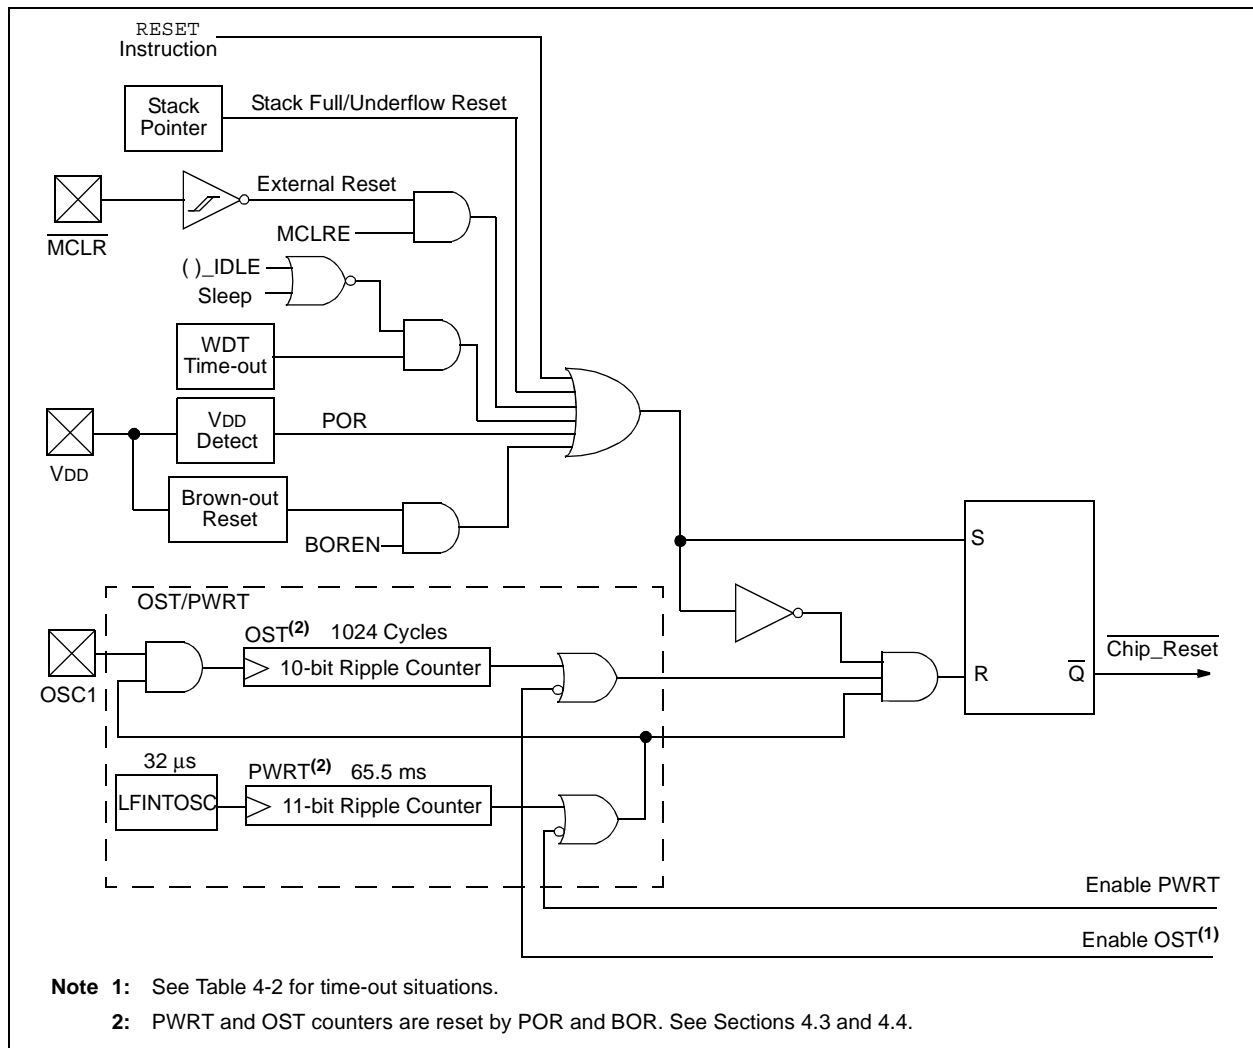 RESET
Instruction
Stack
Pointer
Stack Full/Underflow Reset
External Reset
MCLR
MCLRE
( )_IDLE
Sleep
WDT
Time-out
VDD
VDD
Detect
POR
Brown-out
Reset
BOREN
S
OST/PWRT
OST(2) 1024 Cycles
10-bit Ripple Counter
OSC1
R
Q
Chip_Reset
32 µs
LFINTOSC
PWRT(2) 65.5 ms
11-bit Ripple Counter
Enable PWRT
Enable OST(1)
Note 1: See Table 4-2 for time-out situations.
2: PWRT and OST counters are reset by POR and BOR. See Sections 4.3 and 4.4.